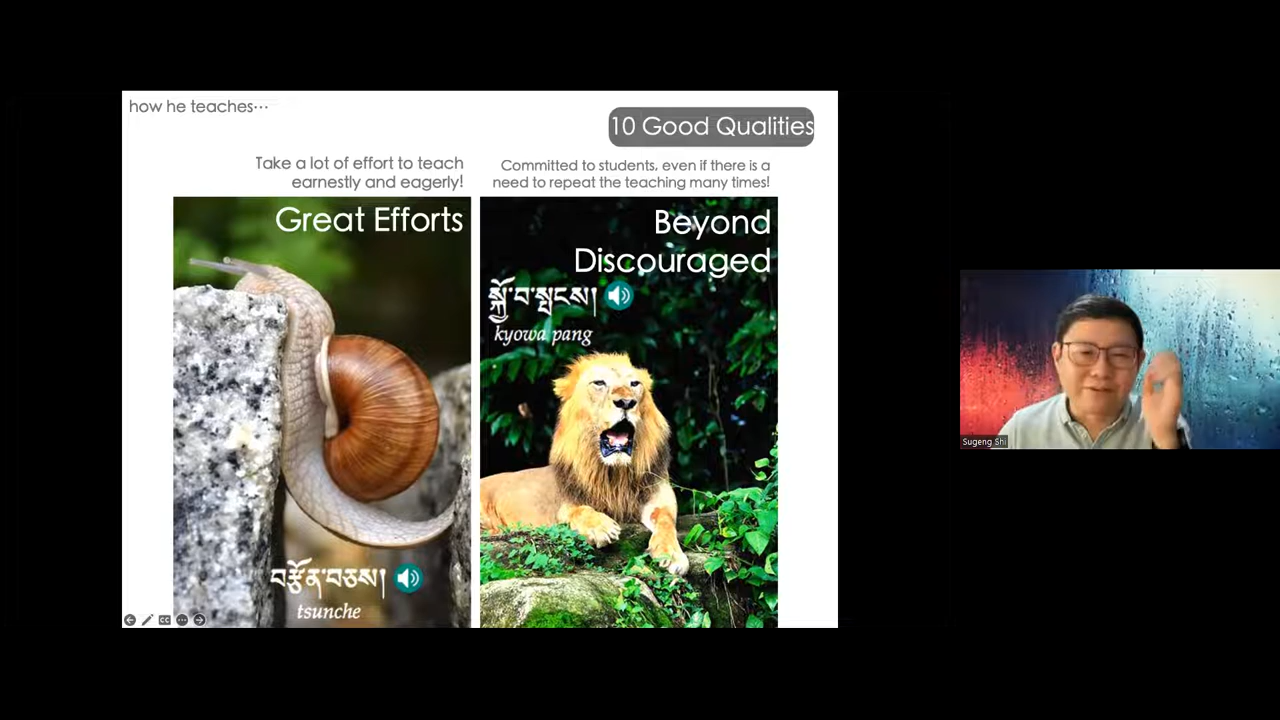 how he teaches…
10 Good Qualities
Take a lot of effort to teach
earnestly and eagerly!
Great Efforts
བརྩོན་བཅས།
tsunche
Committed to students, even if there is a
need to repeat the teaching many times!
Beyond
Discouraged
སྐྱོ་བ་སྤངས།
kyowa pang
CC
Sugeng Shi